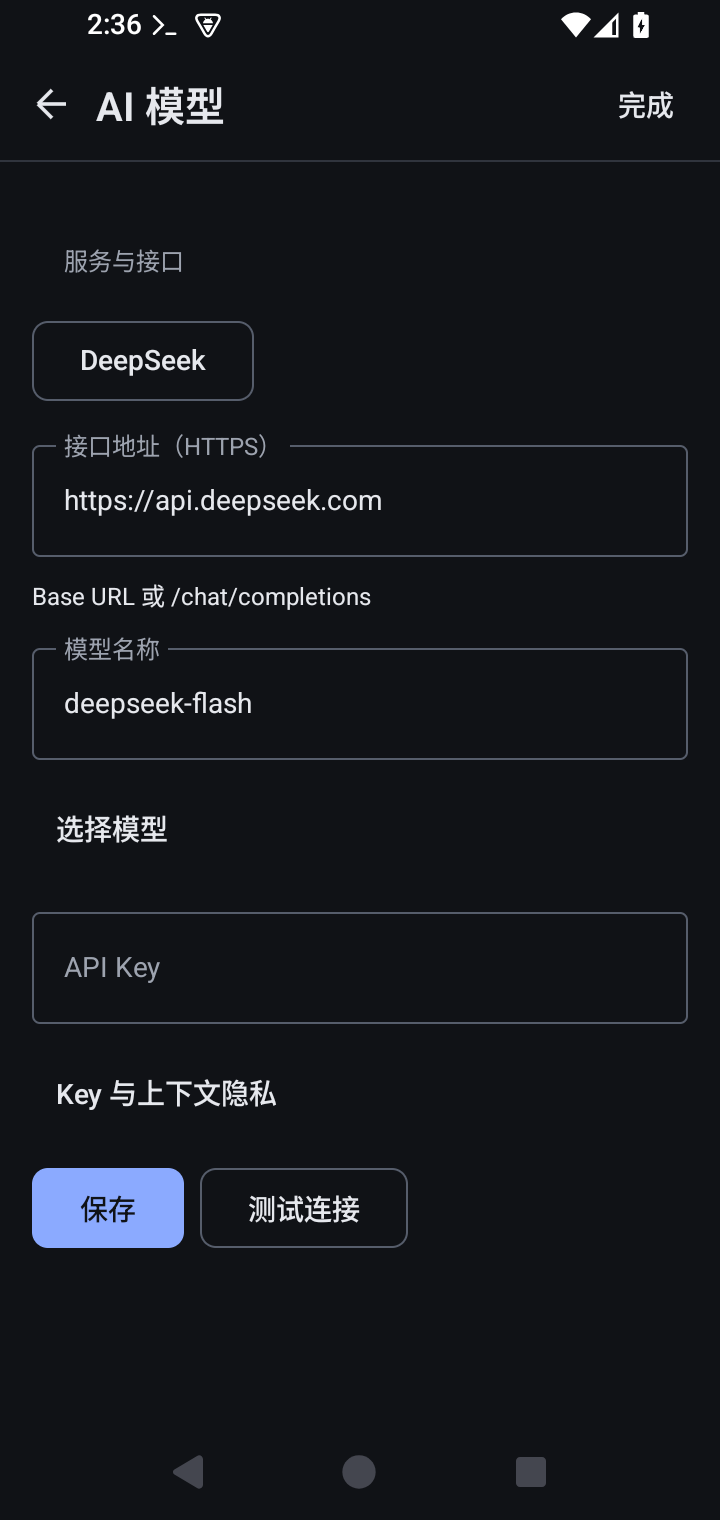 2:36
AI 模型
完成
服务与接口
DeepSeek
接口地址（HTTPS）
https://api.deepseek.com
Base URL 或 /chat/completions
模型名称
deepseek-flash
选择模型
API Key
Key 与上下文隐私
保存
测试连接